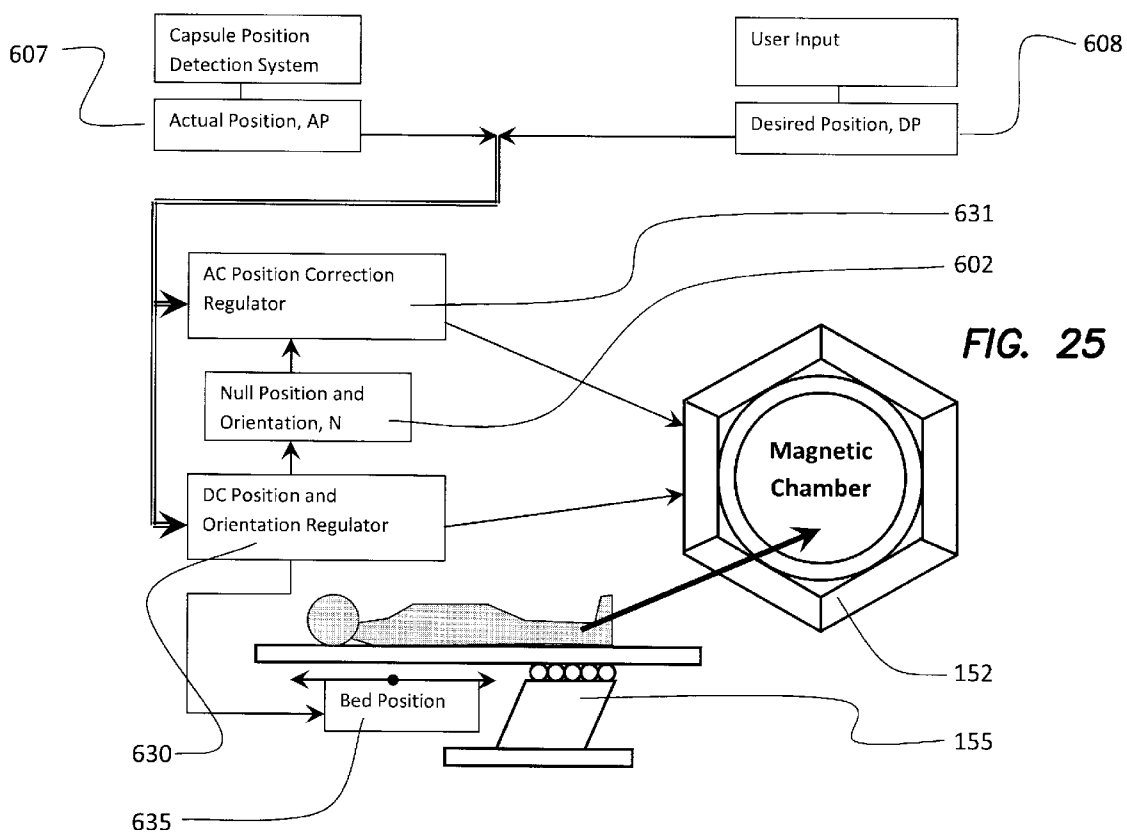 Capsule Position
Detection System
User Input
607
608
Actual Position, AP
Desired Position, DP
631
AC Position Correction
Regulator
602
FIG. 25
Null Position and
Orientation, N
Magnetic
Chamber
DC Position and
Orientation Regulator
152
Bed Position
155
630
635